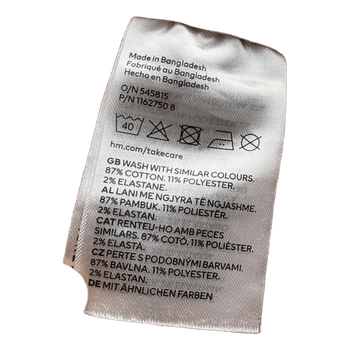 Made in Bangladesh
Fabriqué au Bangladesh
Hecho en Bangladesh
O/N 545815
P/N 1162750 8
40
hm.com/takecare
GB WASH WITH SIMILAR COLOURS.
87% COTTON. 11% POLYESTER.
2% ELASTANE.
AL LANI ME NGJYRA TË NGJASHME.
87% PAMBUK. 11% POLIESTËR.
2% ELASTAN.
CAT RENTEU-HO AMB PECES
SIMILARS. 87% COTÓ. 11% POLIÈSTER.
2% ELASTÀ.
CZ PERTE S PODOBNÝMI BARVAMI.
87% BAVLNA. 11% POLYESTER.
2% ELASTAN.
DE MIT ÄHNLICHEN FARBEN